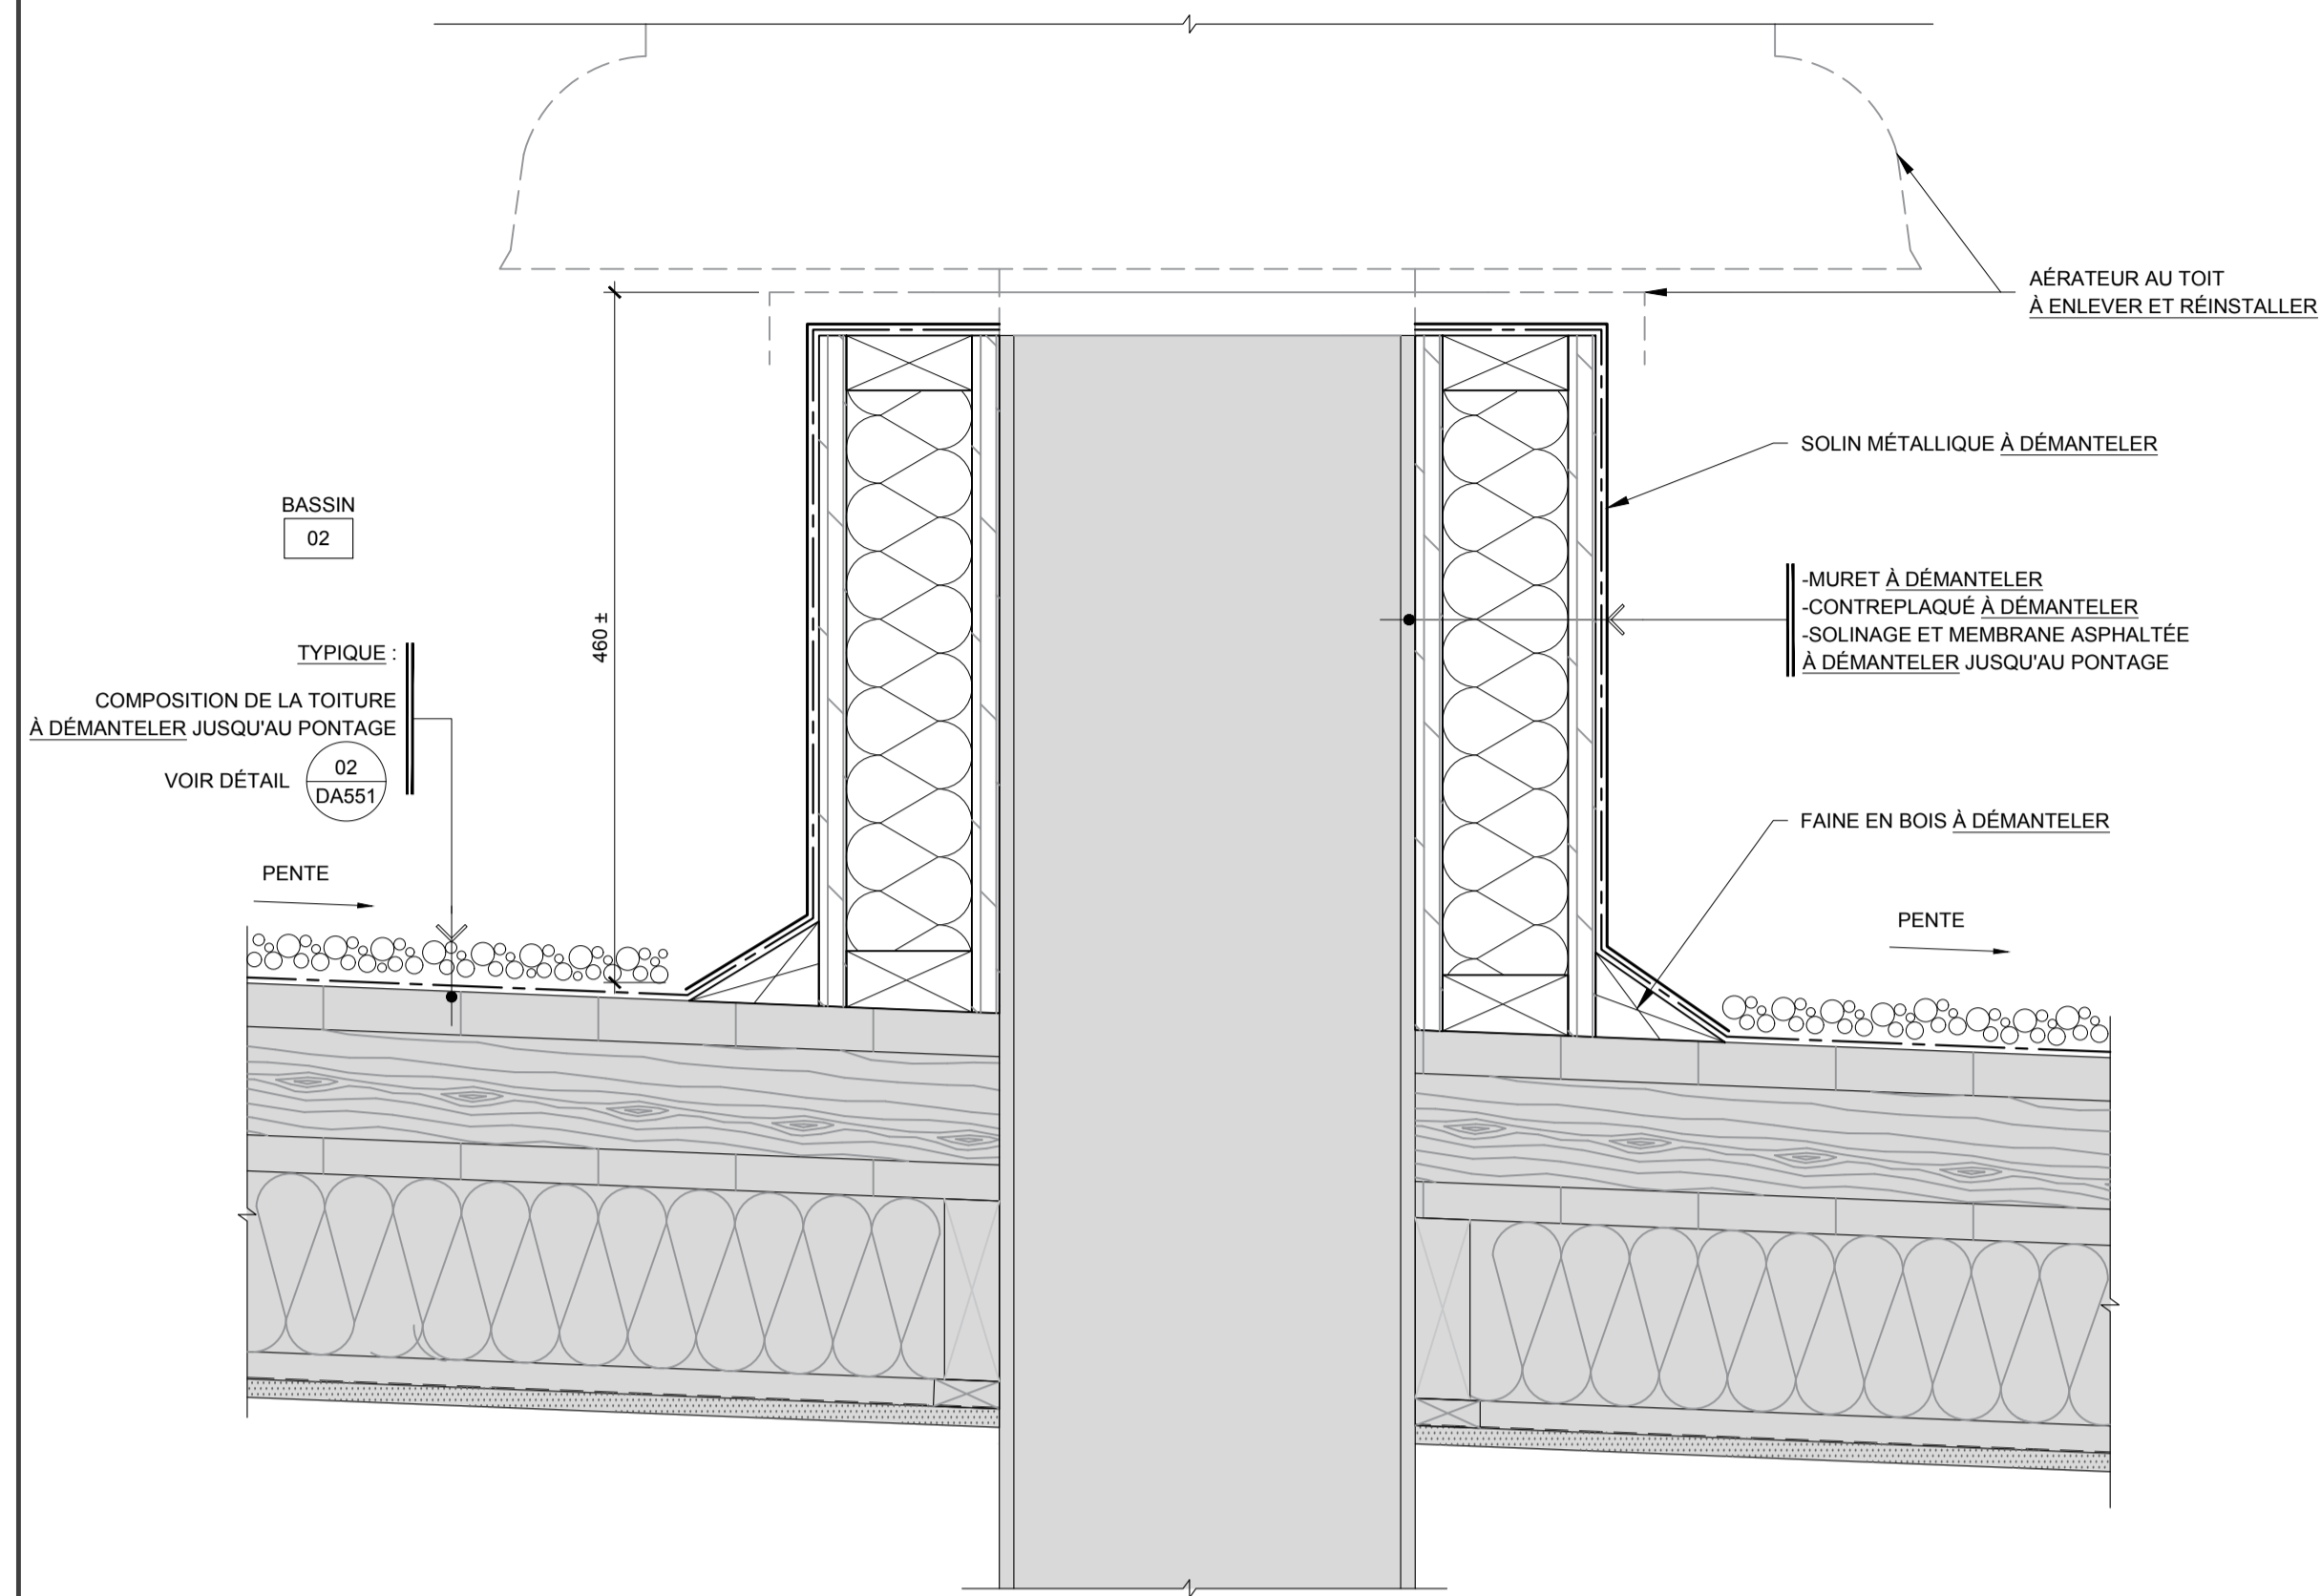 AÉRATEUR AU TOIT
À ENLEVER ET RÉINSTALLER
SOLIN MÉTALLIQUE À DÉMANTELER
BASSIN
02
-MURET À DÉMANTELER
-CONTREPLAQUÉ À DÉMANTELER
-SOLINAGE ET MEMBRANE ASPHALTÉE
À DÉMANTELER JUSQU'AU PONTAGE
460 ±
TYPIQUE :
COMPOSITION DE LA TOITURE
À DÉMANTELER JUSQU'AU PONTAGE
VOIR DÉTAIL
02
DA551
FAINE EN BOIS À DÉMANTELER
PENTE
PENTE